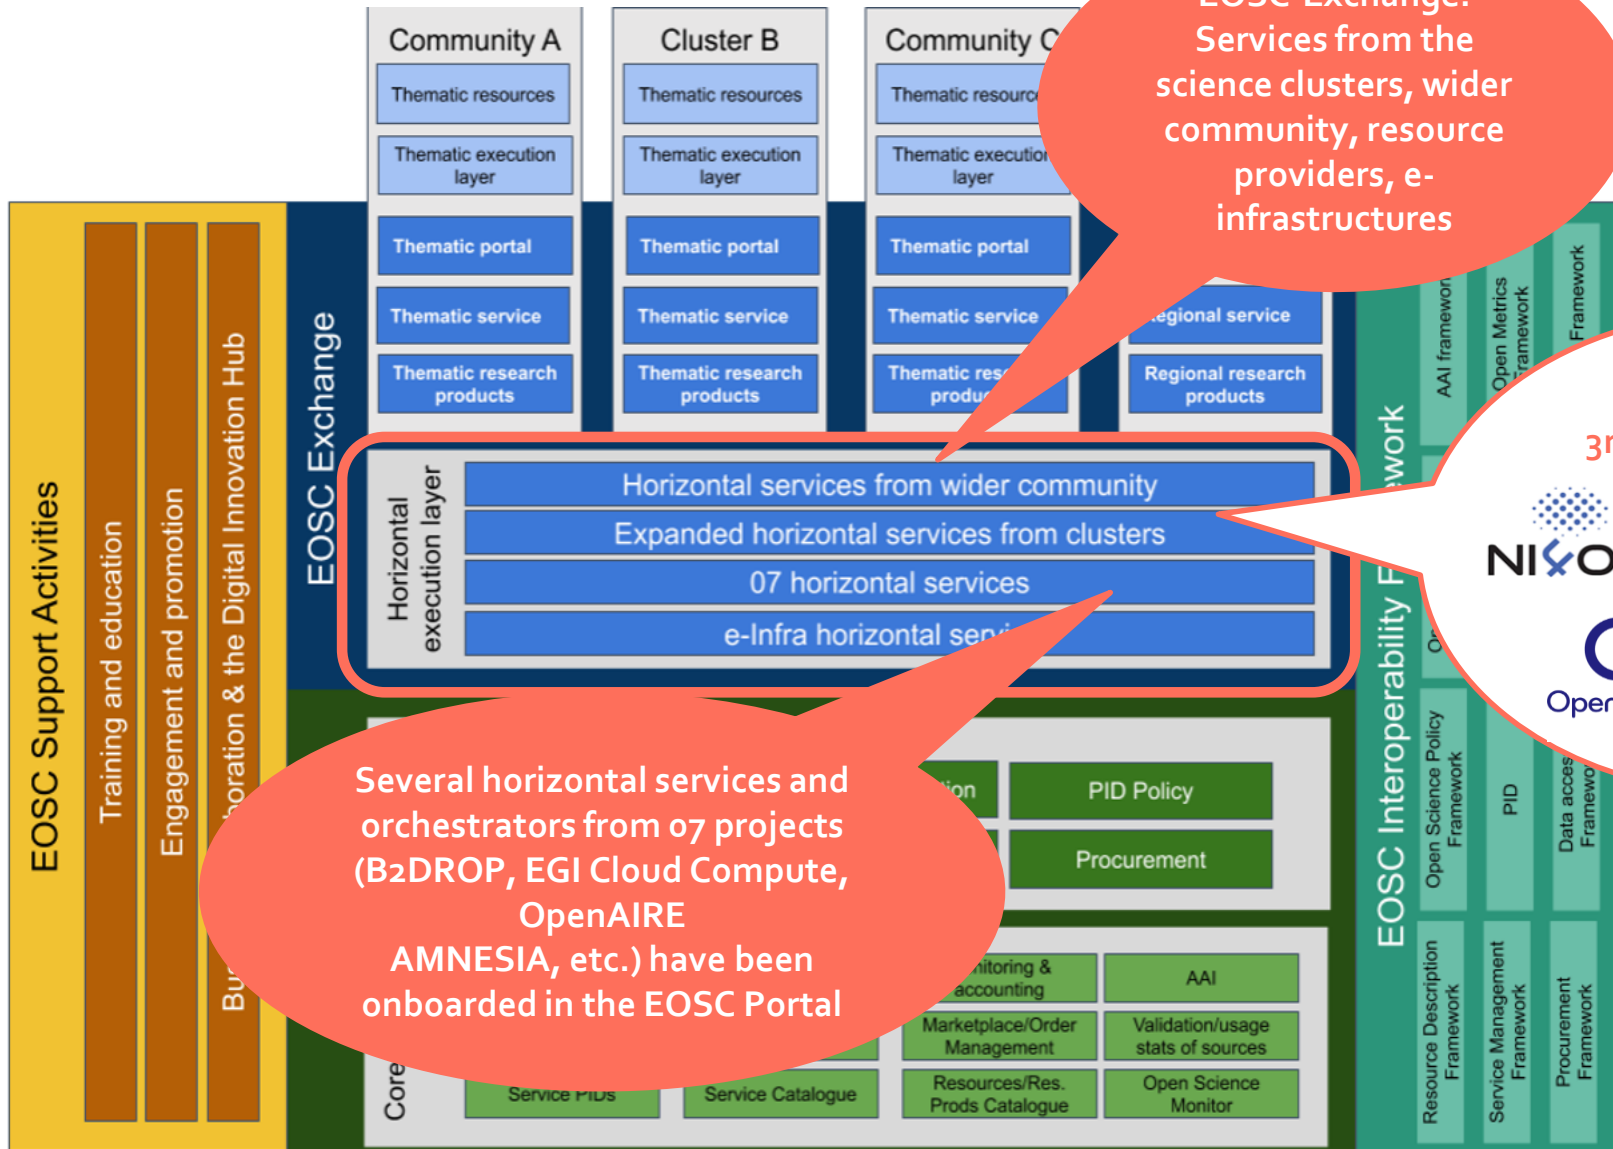 Community A
Thematic resources
Thematic execution
layer
Thematic portal
Thematic service
Thematic research
products
Cluster B
Thematic resources
Thematic execution
layer
Thematic portal
Thematic service
Thematic research
products
Community
Thematic
Thematic execution
layer
Thematic portal
Thematic service
Thematic
service
Regional research
products
EOSC Exchange:
Services from the
science clusters, wider
community, resource
providers, e-
infrastructures
EOSC Support Activities
Training and education
Engagement and promotion
& the Digital Innovation Hub
EOSC Exchange
Horizontal
execution layer
Horizontal services from wider community
Expanded horizontal services from clusters
07 horizontal services
e-Infra horizontal
Several horizontal services and
orchestrators from 07 projects
(B2DROP, EGI Cloud Compute,
OpenAIRE
AMNESIA, etc.) have been
onboarded in the EOSC Portal
PID Policy
Procurement
Core
&
accounting
AAI
Marketplace/Order
Management
Validation/usage
stats of sources
Service PIDs
Service Catalogue
Resources/Res.
Prods Catalogue
Open Science
Monitor
EOSC Interoperability
AAI
Open Metrics
Framework
Framework
Open Science Policy
Framework
PID
Data
Resource Description
Framework
Service Management
Framework
Procurement
Framework